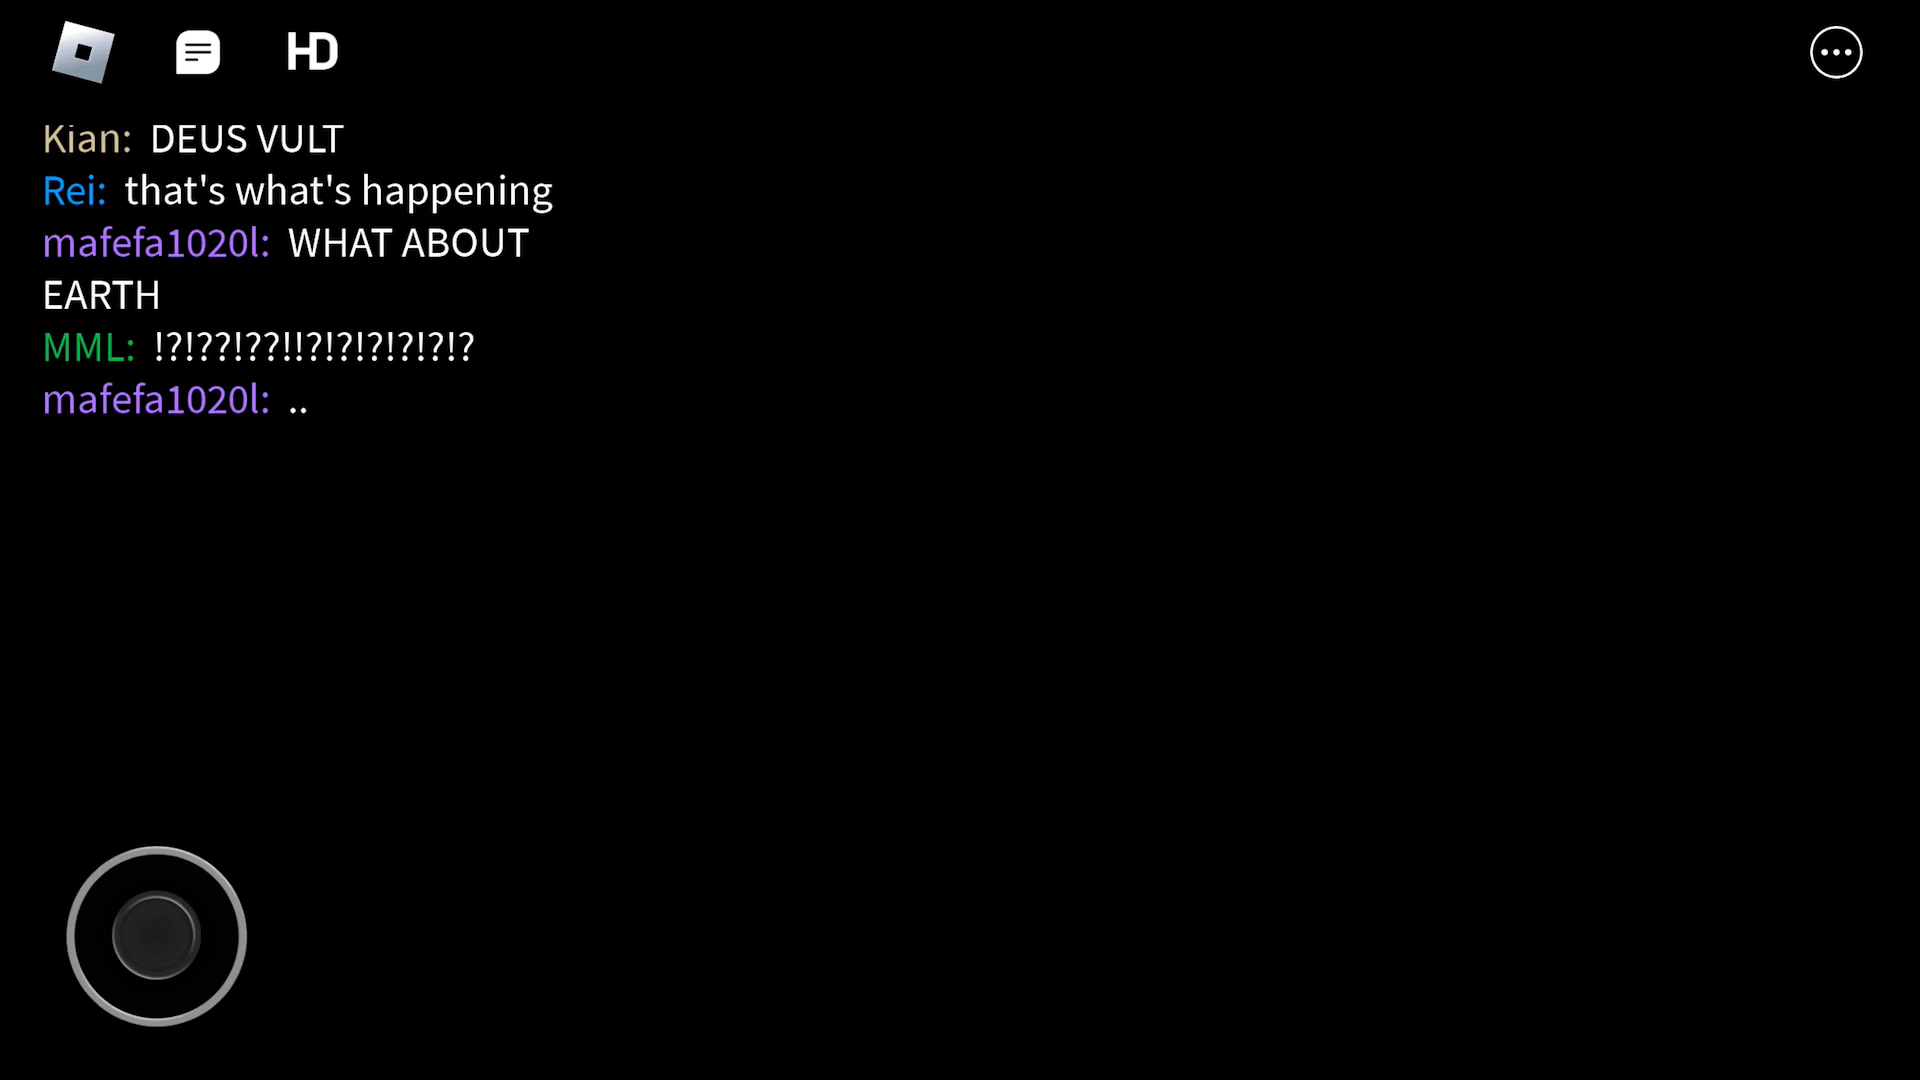 HD
Kian: DEUS VULT
Rei: that's what's happening
mafefa1020l: WHAT ABOUT
EARTH
MML: !?!??!??!!?!?!?!?!?!?
mafefa1020l: ..